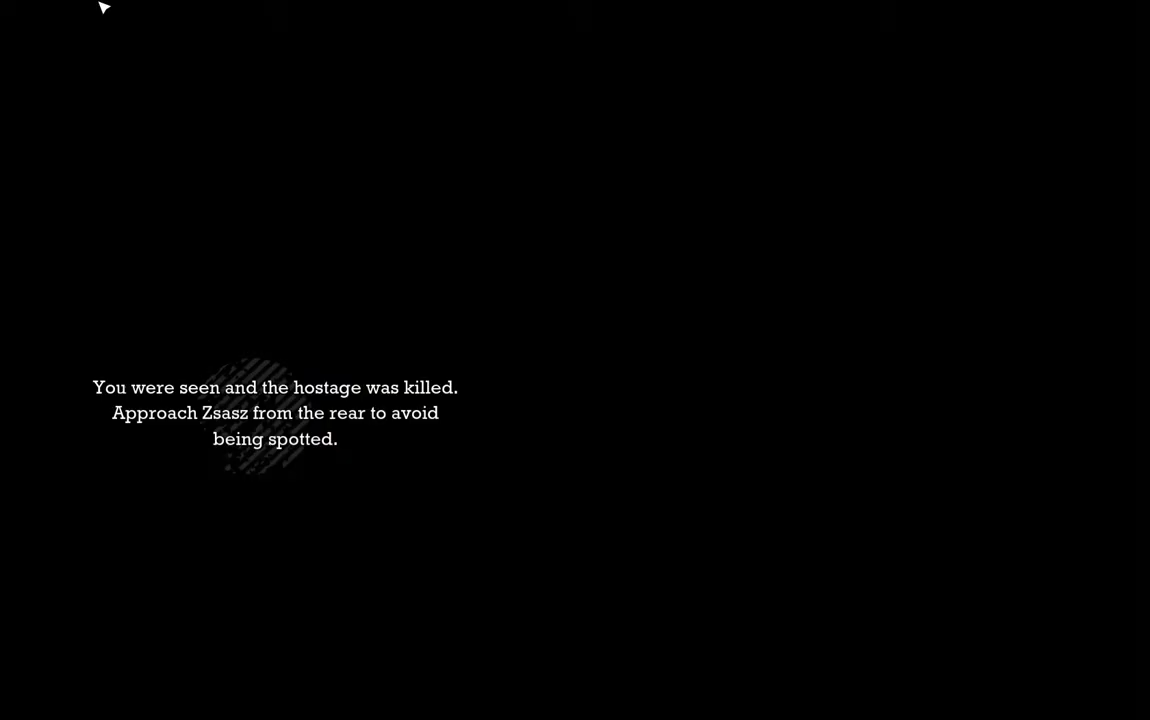 You were seen and the hostage was killed.
Approach Zsasz from the rear to avoid
being spotted.